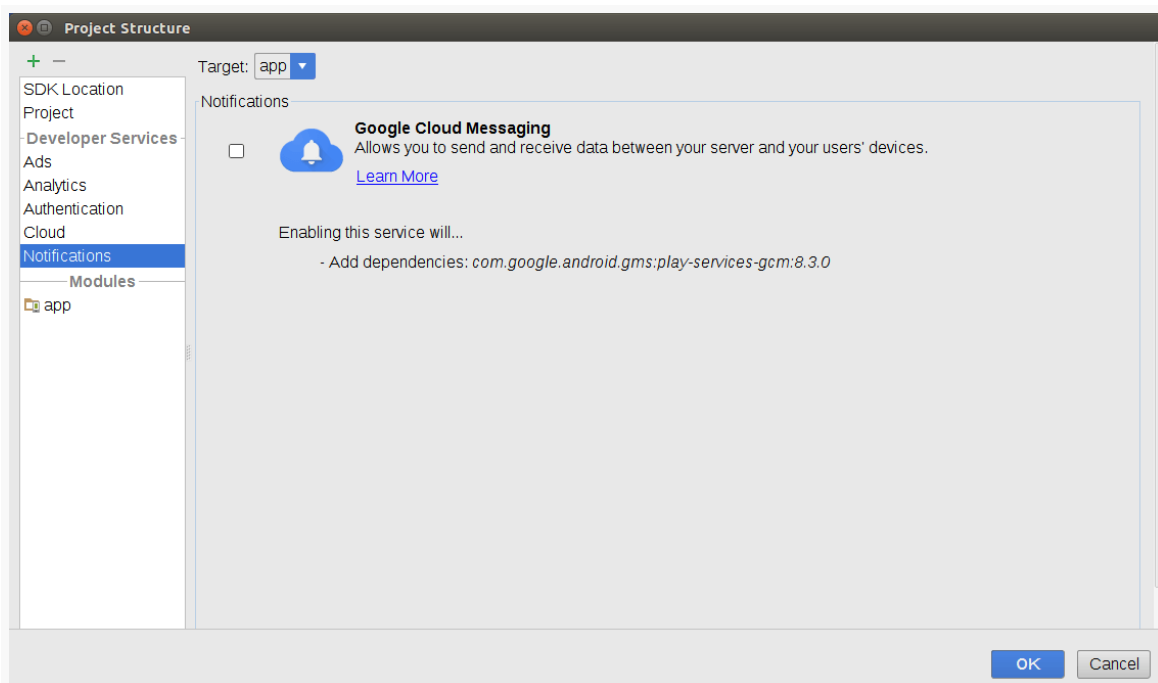 Project Structure
+ −
SDK Location
Project
Developer Services
Ads
Analytics
Authentication
Cloud
Notifications
Modules
app
Target: app
Notifications
Google Cloud Messaging
Allows you to send and receive data between your server and your users' devices.
Learn More
Enabling this service will...
- Add dependencies: com.google.android.gms:play-services-gcm:8.3.0
OK Cancel